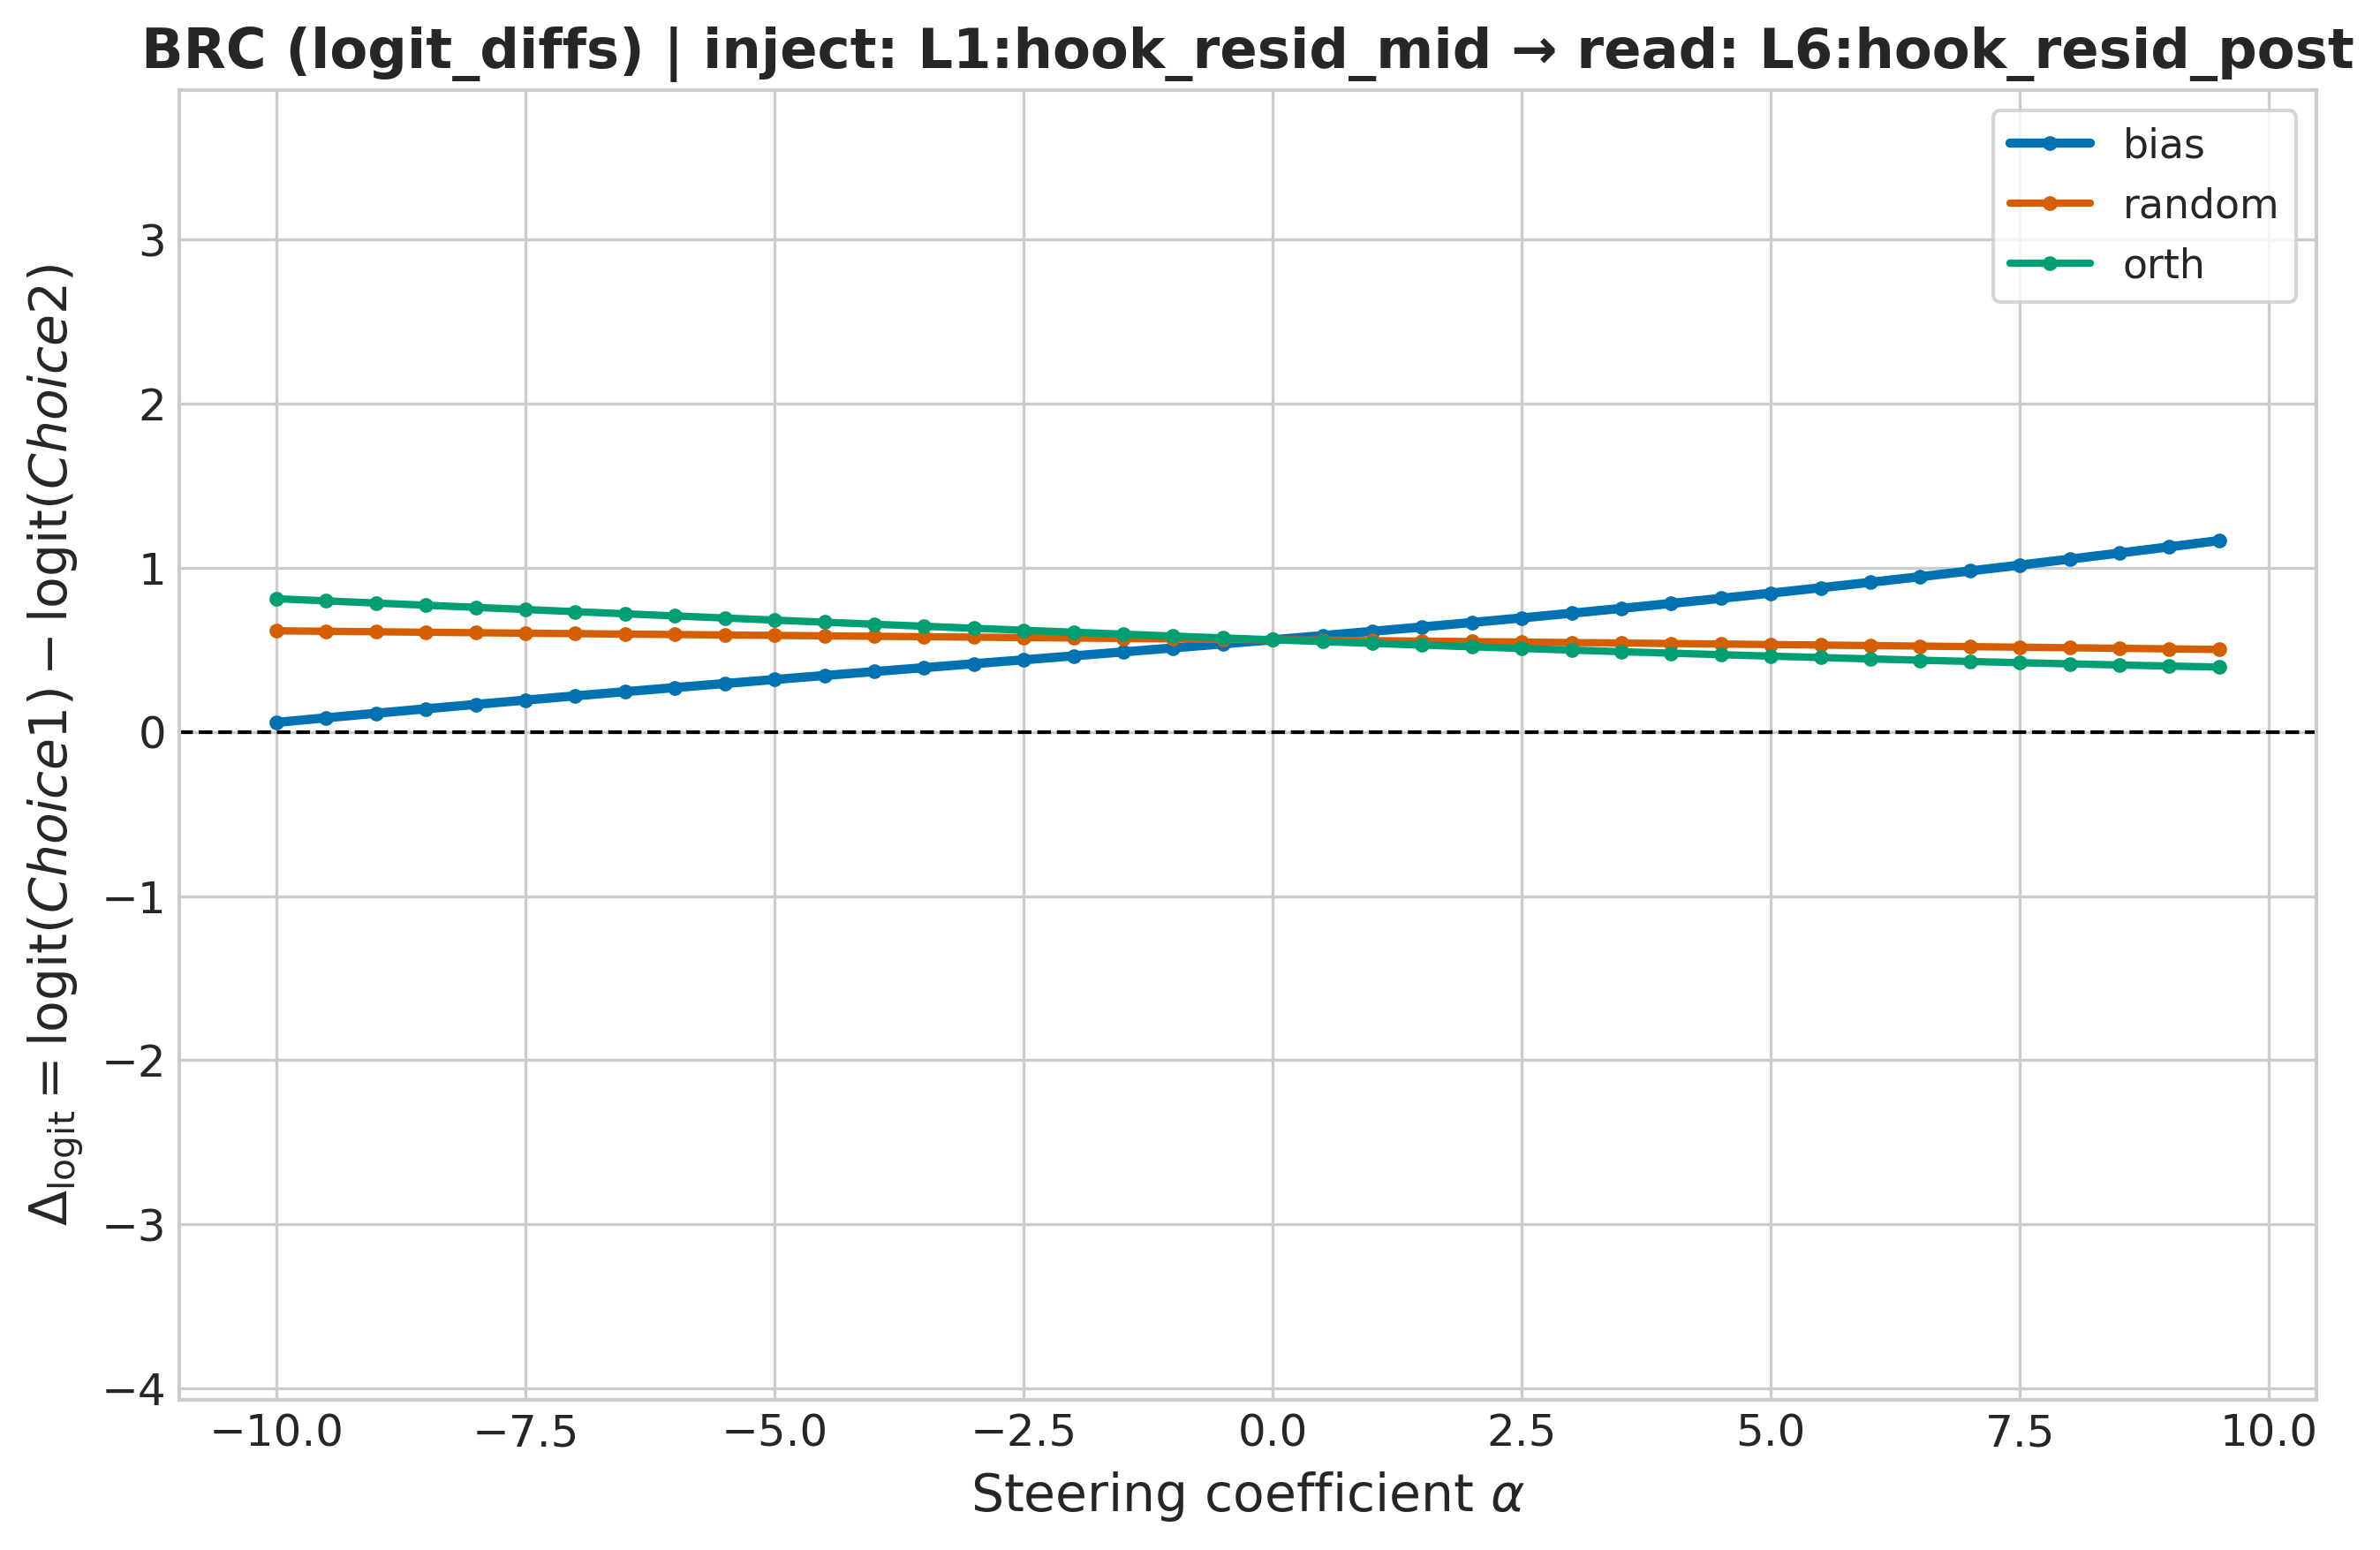 BRC (logit_diffs) | inject: L1:hook_resid_mid → read: L6:hook_resid_post
bias
random
orth
Δlogit = logit(Choice1) − logit(Choice2)
3
2
1
0
−1
−2
−3
−4
−10.0 −7.5 −5.0 −2.5 0.0 2.5 5.0 7.5 10.0
Steering coefficient α